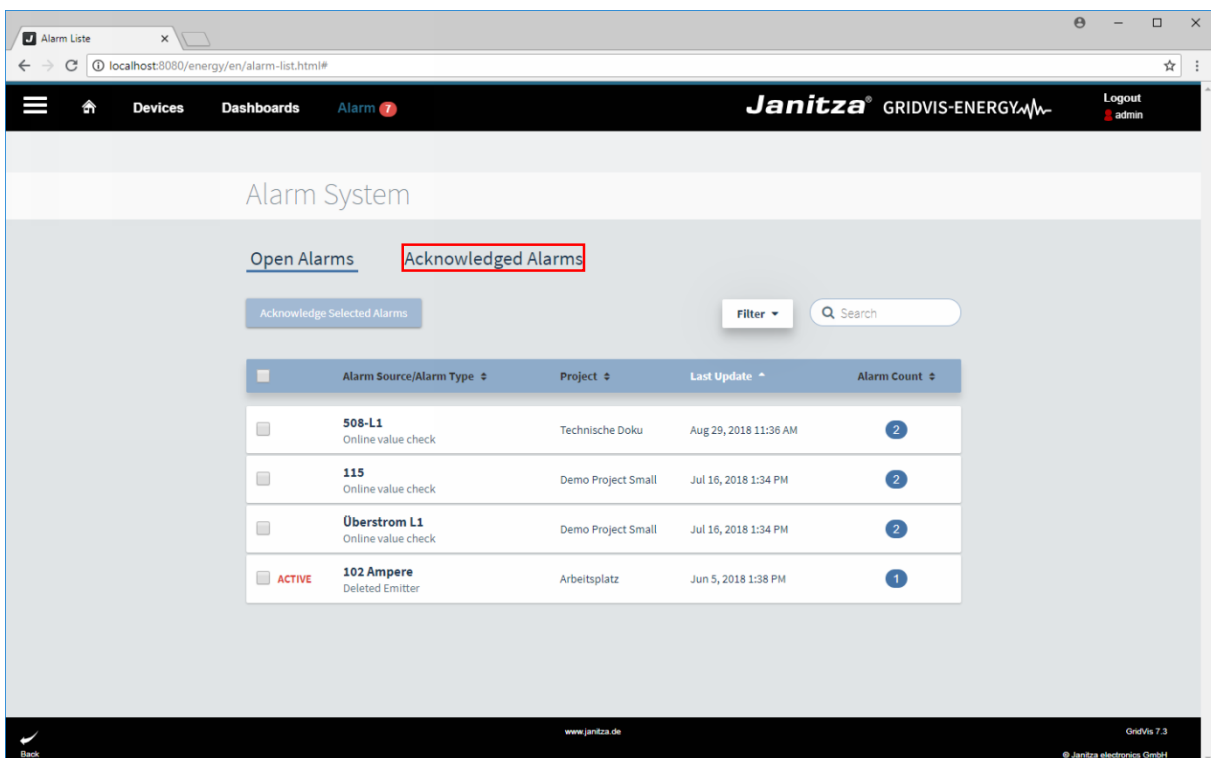 Alarm Liste
localhost:8080/energy/en/alarm-list.html#
Devices Dashboards Alarm 7 Janitza® GRIDVIS-ENERGY Logout
admin
Alarm System
Open Alarms Acknowledged Alarms
Acknowledge Selected Alarms Filter Search
Alarm Source/Alarm Type Project Last Update Alarm Count
508-L1
Online value check Technische Doku Aug 29, 2018 11:36 AM 2
115
Online value check Demo Project Small Jul 16, 2018 1:34 PM 2
Überstrom L1
Online value check Demo Project Small Jul 16, 2018 1:34 PM 2
ACTIVE 102 Ampere
Deleted Emitter Arbeitsplatz Jun 5, 2018 1:38 PM 1
www.janitza.de GridVis 7.3
Back © Janitza electronics GmbH